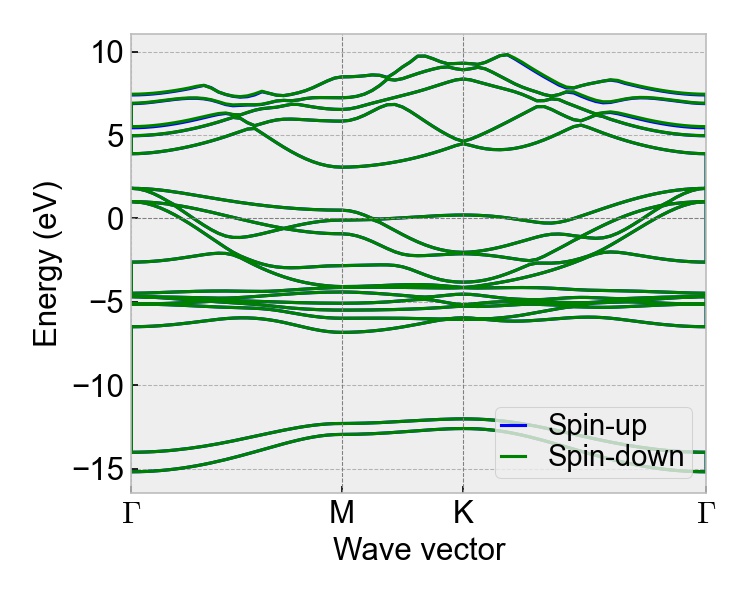 10
5
0
−5
−10
−15
Energy (eV)
Spin-up
Spin-down
Γ M K Γ
Wave vector